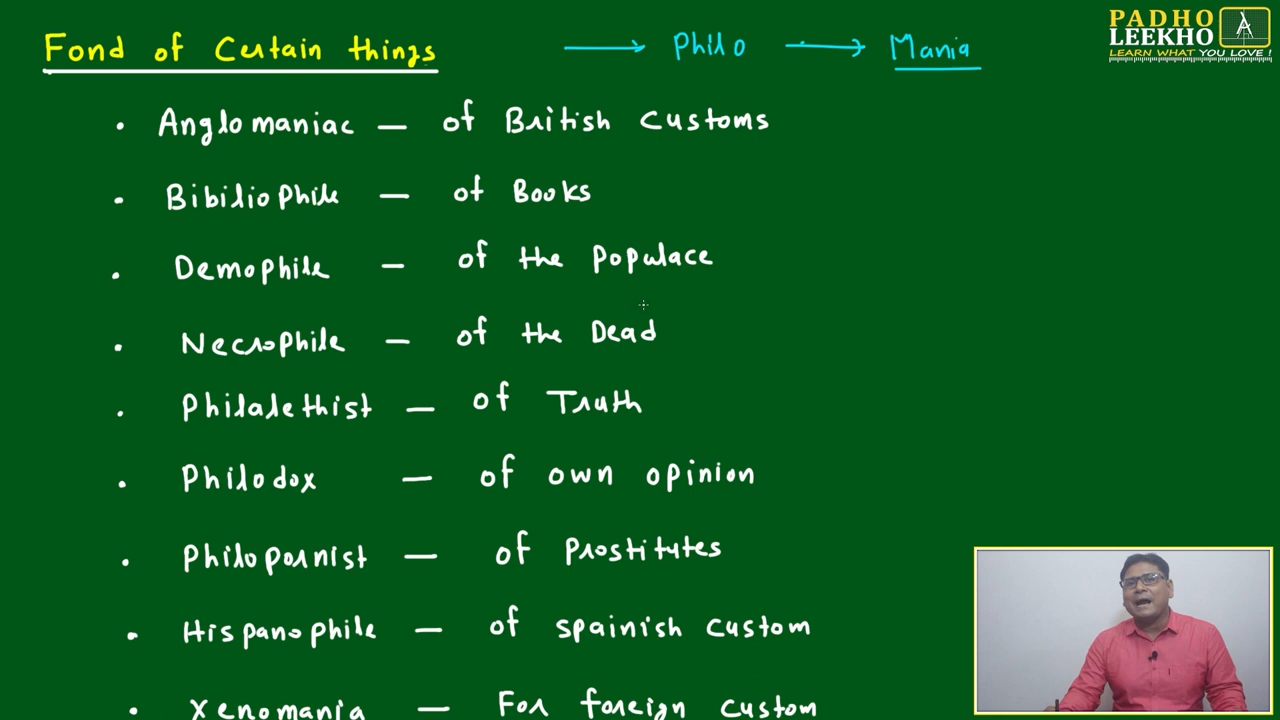 Fond of Certain things → Philo → Mania
PADHO
LEEKHO
LEARN WHAT YOU LOVE !
• Anglomaniac — of British Customs
• Bibiliophile — of Books
• Demophile — of the Populace
• Necrophile — of the Dead
• Philalethist — of Truth
• Philodox — of own opinion
• Philopornist — of Prostitutes
• Hispanophile — of spainish custom
• Xenomania — For foreign custom